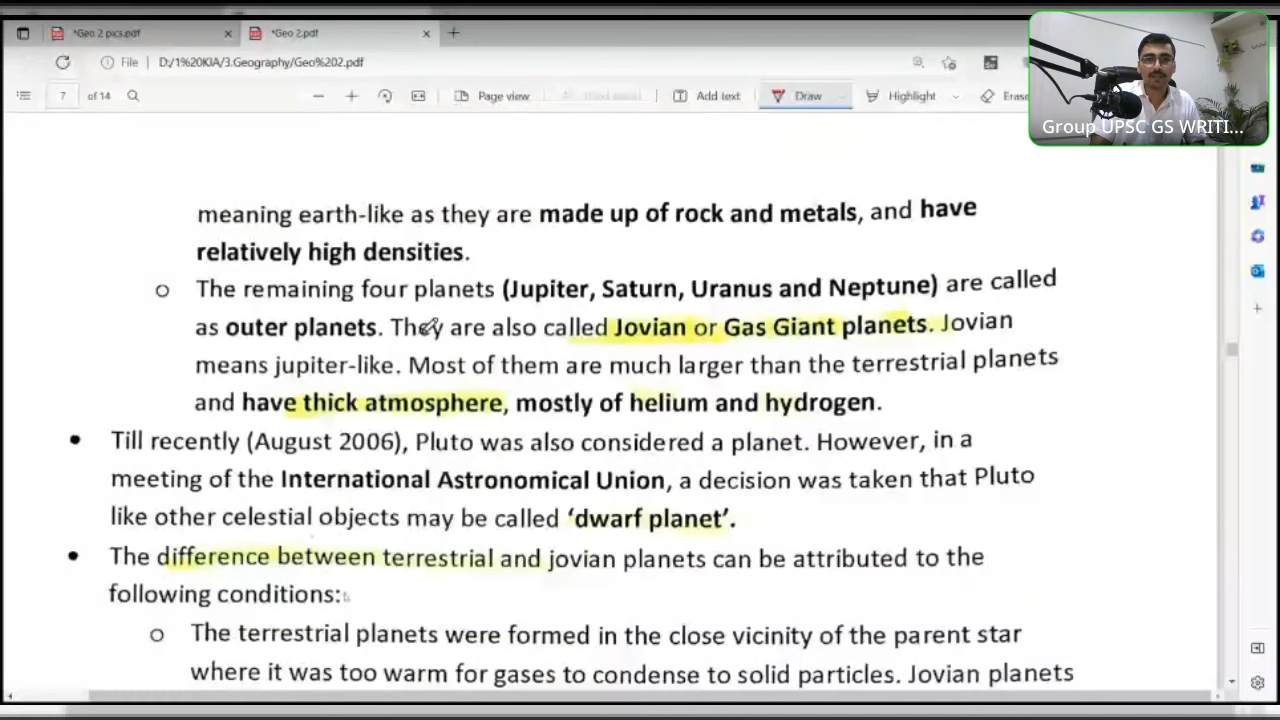 *Geo 2 pics.pdf
*Geo 2.pdf
File D:/1%20KIA/3.Geography/Geo%202.pdf
7 of 14 Page view Add text Draw Highlight Erase
Group UPSC GS WRITI...
meaning earth-like as they are made up of rock and metals, and have
relatively high densities.
o The remaining four planets (Jupiter, Saturn, Uranus and Neptune) are called
as outer planets. They are also called Jovian or Gas Giant planets. Jovian
means jupiter-like. Most of them are much larger than the terrestrial planets
and have thick atmosphere, mostly of helium and hydrogen.
• Till recently (August 2006), Pluto was also considered a planet. However, in a
meeting of the International Astronomical Union, a decision was taken that Pluto
like other celestial objects may be called ‘dwarf planet’.
• The difference between terrestrial and jovian planets can be attributed to the
following conditions:
o The terrestrial planets were formed in the close vicinity of the parent star
where it was too warm for gases to condense to solid particles. Jovian planets